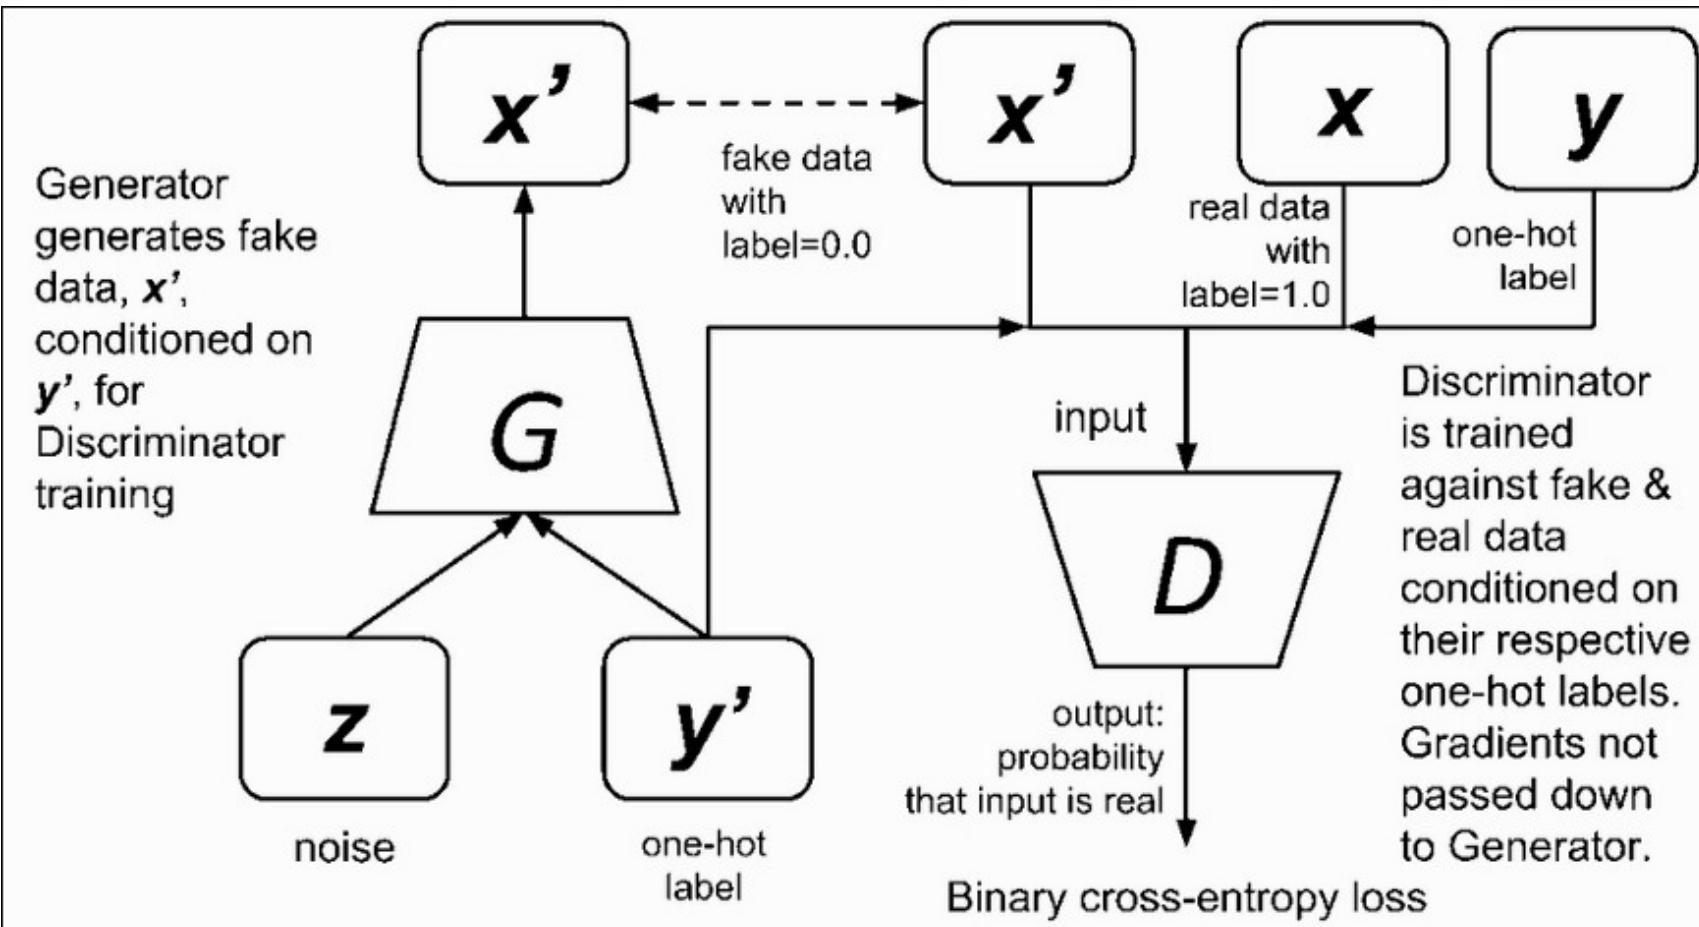 x’
x’
x
y
fake data
with
label=0.0
real data
with
label=1.0
one-hot
label
Generator
generates fake
data, x’,
conditioned on
y’, for
Discriminator
training
G
input
D
Discriminator
is trained
against fake &
real data
conditioned on
their respective
one-hot labels.
Gradients not
passed down
to Generator.
z
y’
noise
one-hot
label
output:
probability
that input is real
Binary cross-entropy loss